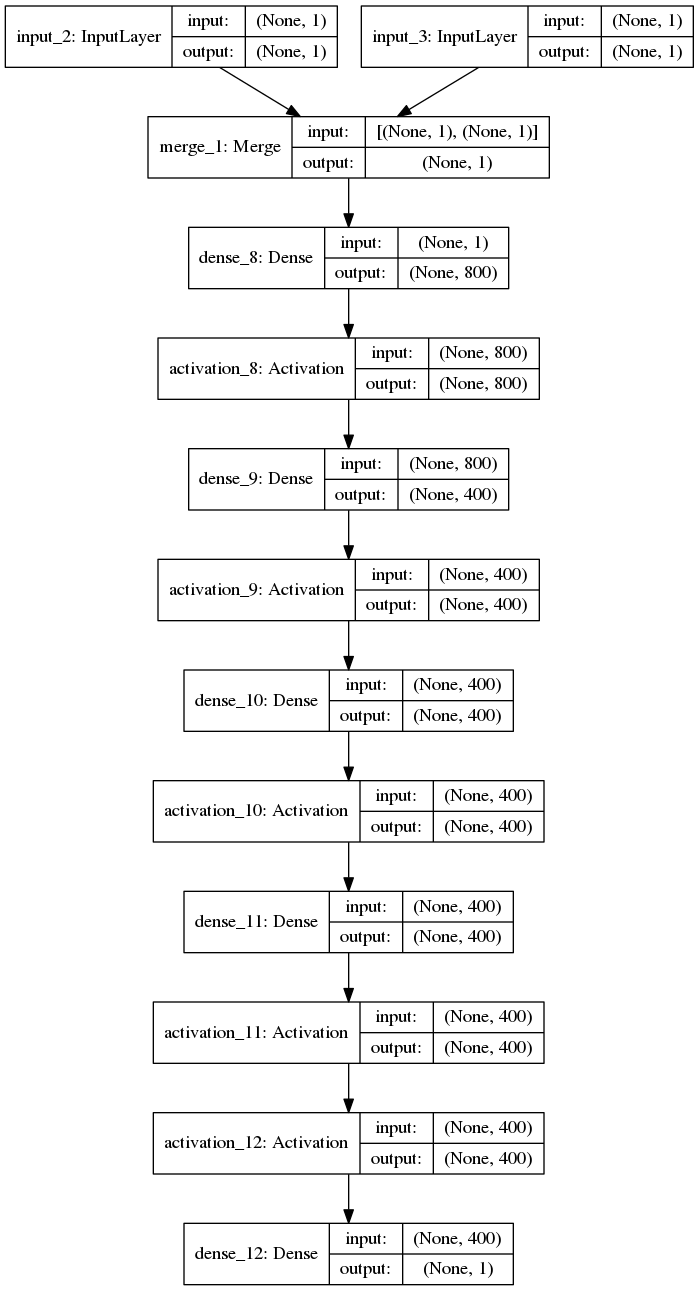 input_2: InputLayer input: (None, 1) output: (None, 1)
input_3: InputLayer input: (None, 1) output: (None, 1)
merge_1: Merge input: [(None, 1), (None, 1)] output: (None, 1)
dense_8: Dense input: (None, 1) output: (None, 800)
activation_8: Activation input: (None, 800) output: (None, 800)
dense_9: Dense input: (None, 800) output: (None, 400)
activation_9: Activation input: (None, 400) output: (None, 400)
dense_10: Dense input: (None, 400) output: (None, 400)
activation_10: Activation input: (None, 400) output: (None, 400)
dense_11: Dense input: (None, 400) output: (None, 400)
activation_11: Activation input: (None, 400) output: (None, 400)
activation_12: Activation input: (None, 400) output: (None, 400)
dense_12: Dense input: (None, 400) output: (None, 1)